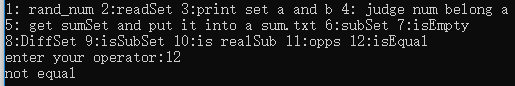 1: rand_num 2:readSet 3:print set a and b 4: judge num belong a
5: get sumSet and put it into a sum.txt 6:subSet 7:isEmpty
8:DiffSet 9:isSubSet 10:is realSub 11:opps 12:isEqual
enter your operator:12
not equal